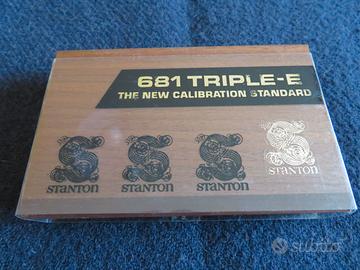 681 TRIPLE-E
THE NEW CALIBRATION STANDARD
STANTON STANTON STANTON STANTON
subito